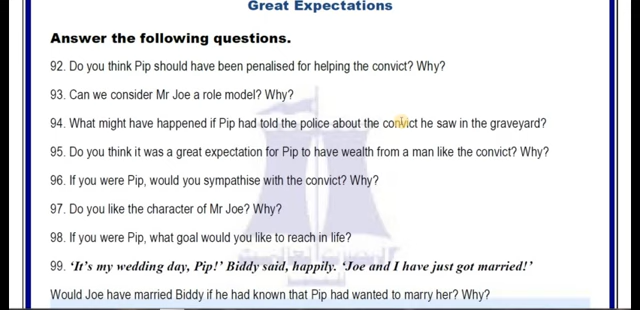 Great Expectations
Answer the following questions.
92. Do you think Pip should have been penalised for helping the convict? Why?
93. Can we consider Mr Joe a role model? Why?
94. What might have happened if Pip had told the police about the convict he saw in the graveyard?
95. Do you think it was a great expectation for Pip to have wealth from a man like the convict? Why?
96. If you were Pip, would you sympathise with the convict? Why?
97. Do you like the character of Mr Joe? Why?
98. If you were Pip, what goal would you like to reach in life?
99. ‘It’s my wedding day, Pip!’ Biddy said, happily. ‘Joe and I have just got married!’
Would Joe have married Biddy if he had known that Pip had wanted to marry her? Why?